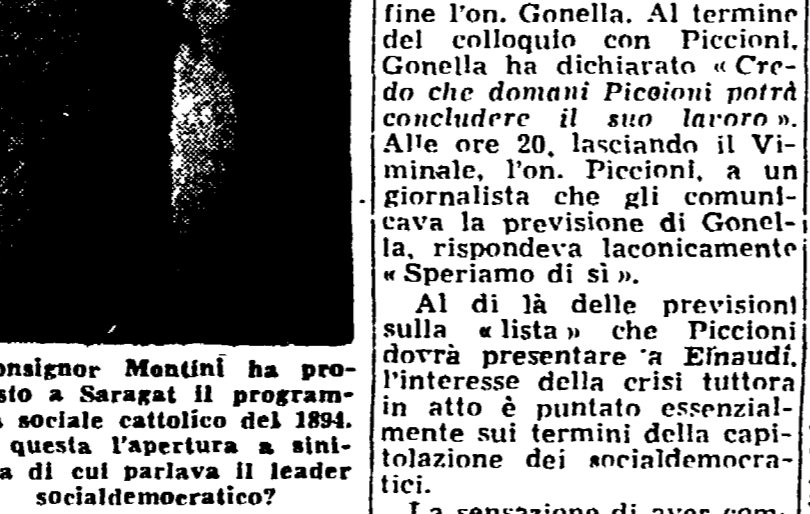 fine l'on. Gonella. Al termine
del colloquio con Piccioni,
Gonella ha dichiarato « Cre-
do che domani Piccioni potrà
concludere il suo lavoro ».
Alle ore 20, lasciando il Vi-
minale, l'on. Piccioni, a un
giornalista che gli comuni-
cava la previsione di Gonel-
la, rispondeva laconicamente
« Speriamo di sì ».
Al di là delle previsioni
sulla « lista » che Piccioni
dovrà presentare a Einaudi,
l'interesse della crisi tuttora
in atto è puntato essenzial-
mente sui termini della capi-
tolazione dei socialdemocra-
tici.
La sensazione di aver com-
onsignor Montini ha pro-
sto a Saragat il program-
sociale cattolico del 1894.
questa l'apertura a sini-
a di cui parlava il leader
socialdemocratico?